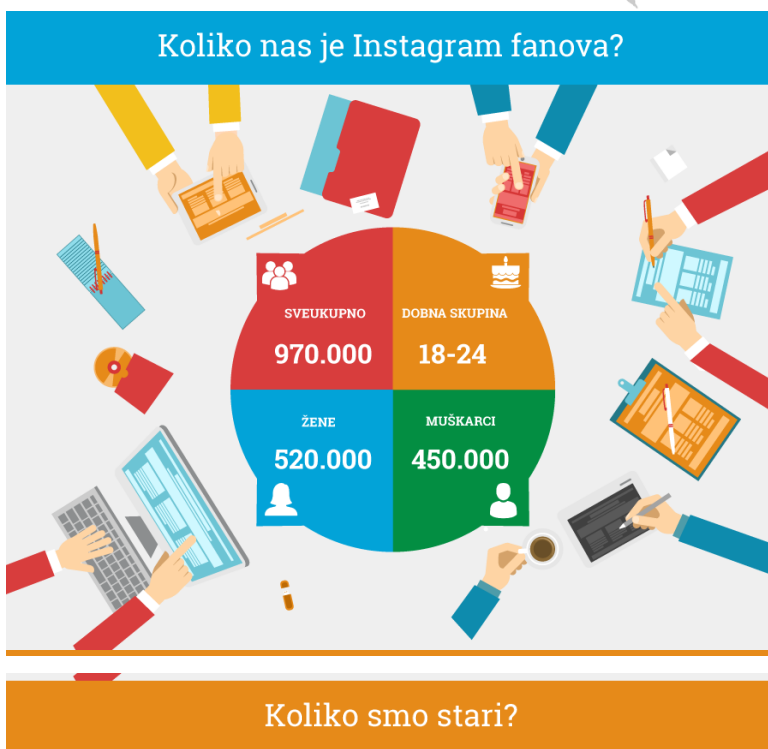 Koliko nas je Instagram fanova?
SVEUKUPNO
970.000
DOBNA SKUPINA
18-24
ŽENE
520.000
MUŠKARCI
450.000
Koliko smo stari?